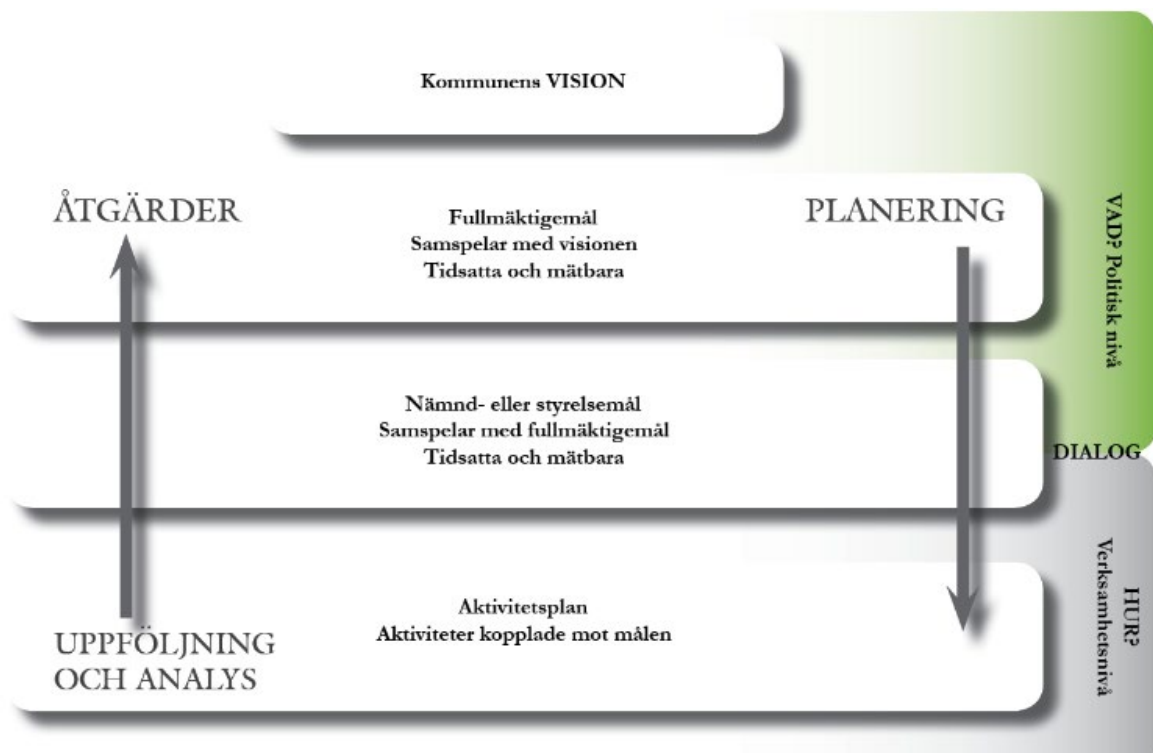 Kommunens VISION
ÅTGÄRDER
PLANERING
Fullmäktigemål
Samspelar med visionen
Tidsatta och mätbara
VAD? Politisk nivå
Nämnd- eller styrelsemål
Samspelar med fullmäktigemål
Tidsatta och mätbara
DIALOG
Aktivitetsplan
Aktiviteter kopplade mot målen
UPPFÖLJNING
OCH ANALYS
HUR?
Verksamhetsnivå